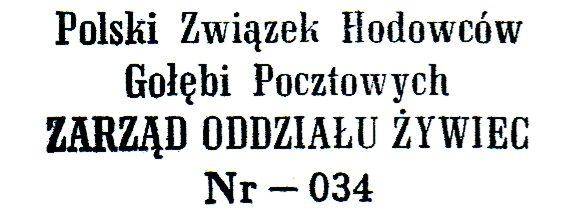 Polski Związek Hodowców
Gołębi Pocztowych
ZARZĄD ODDZIAŁU ŻYWIEC
Nr – 034